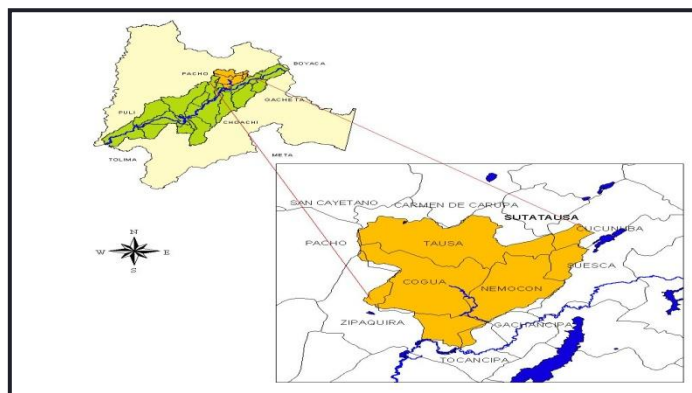 BOYACA
PACHO
GACHETA
PULI
CHOACHI
TOLIMA
META
N
W E
S
SAN CAYETANO
CARMEN DE CARUPA
SUTATAUSA
CUCUNUBA
PACHO
TAUSA
SUESCA
COGUA
NEMOCON
ZIPAQUIRA
GACHANCIPA
TOCANCIPA